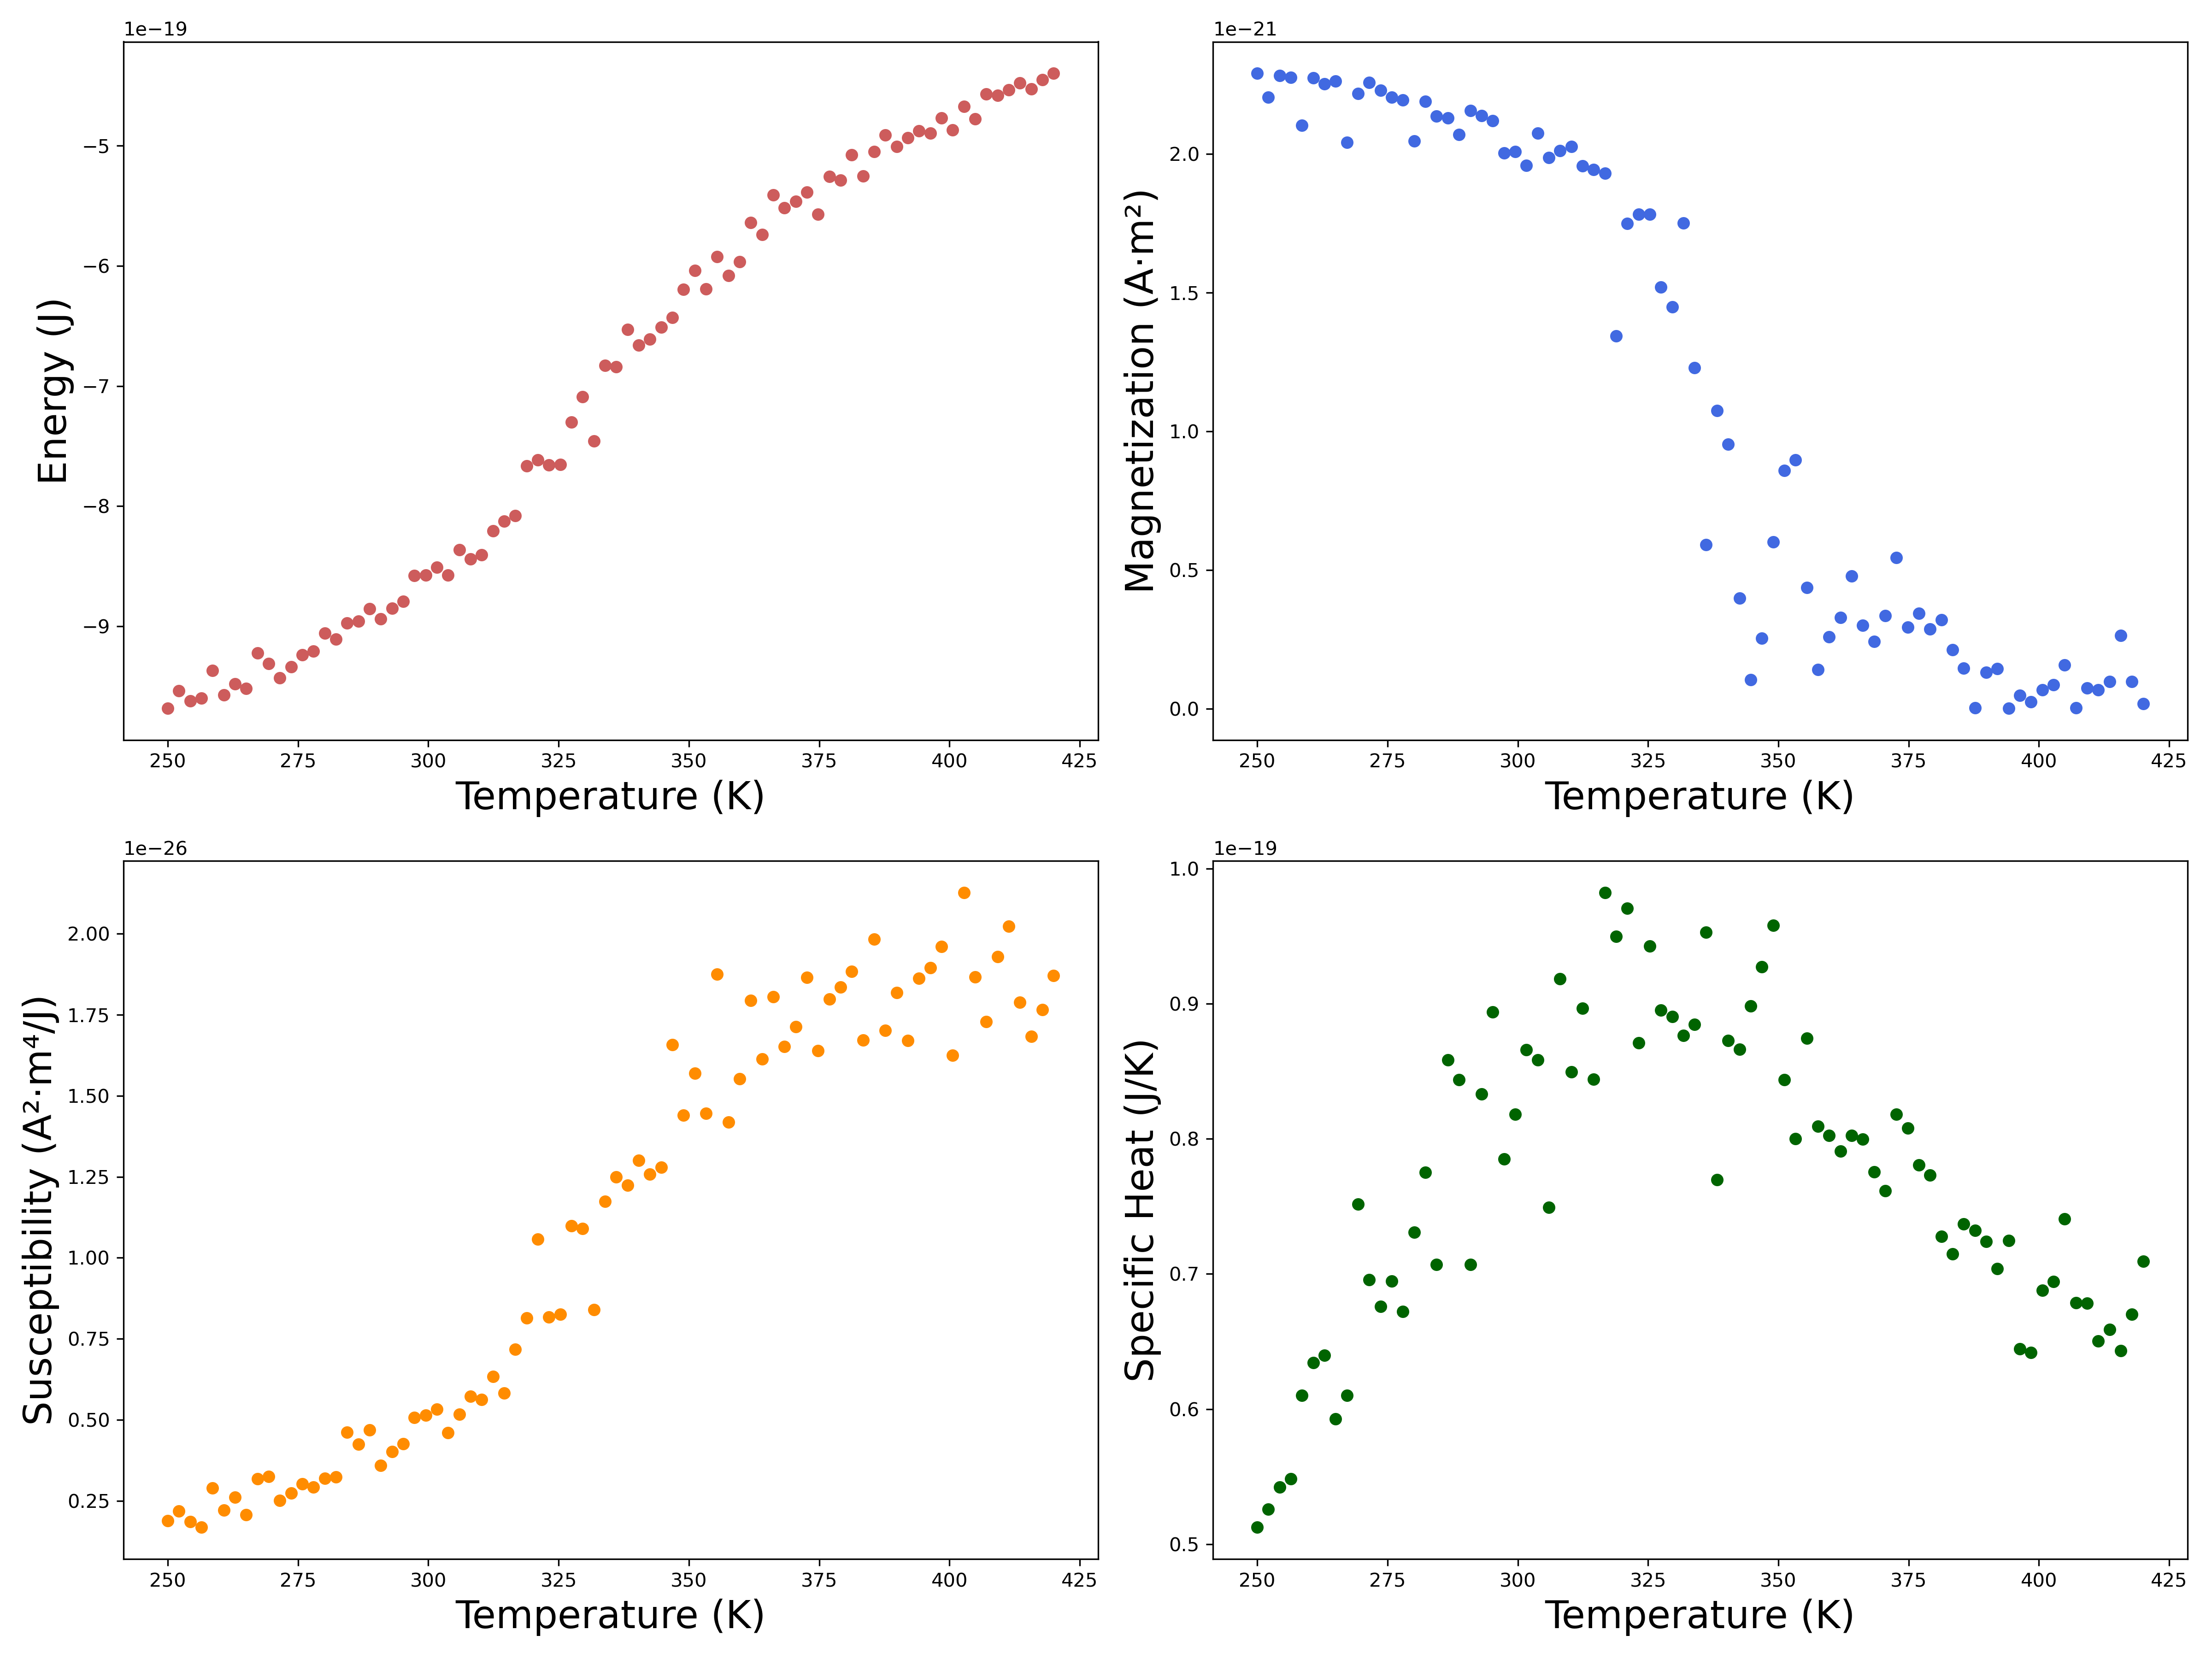 1e−19
−5
−6
−7
−8
−9
Energy (J)
250 275 300 325 350 375 400 425
Temperature (K)
1e−21
2.0
1.5
1.0
0.5
0.0
Magnetization (A·m²)
250 275 300 325 350 375 400 425
Temperature (K)
1e−26
2.00
1.75
1.50
1.25
1.00
0.75
0.50
0.25
Susceptibility (A²·m⁴/J)
250 275 300 325 350 375 400 425
Temperature (K)
1e−19
1.0
0.9
0.8
0.7
0.6
0.5
Specific Heat (J/K)
250 275 300 325 350 375 400 425
Temperature (K)